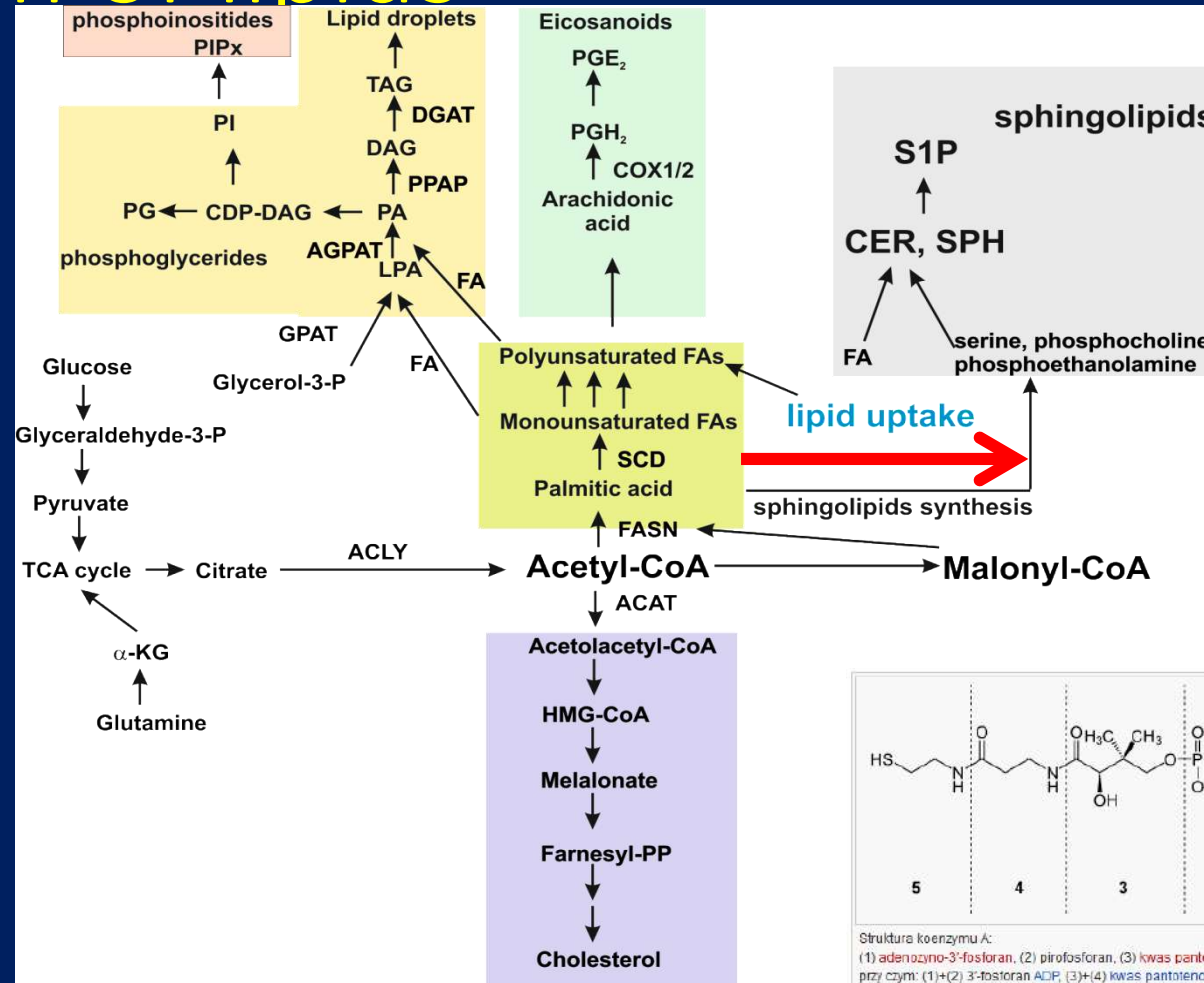 phosphoinositides
PIPx
PI
PG
CDP-DAG
phosphoglycerides
Lipid droplets
TAG
DGAT
DAG
PPAP
PA
AGPAT
LPA
FA
GPAT
Glycerol-3-P
FA
Eicosanoids
PGE₂
PGH₂
COX1/2
Arachidonic
acid
sphingolipids
S1P
CER, SPH
FA
serine, phosphocholine
phosphoethanolamine
Polyunsaturated FAs
Monounsaturated FAs
SCD
Palmitic acid
lipid uptake
sphingolipids synthesis
FASN
Glucose
Glyceraldehyde-3-P
Pyruvate
TCA cycle
Citrate
ACLY
Acetyl-CoA
Malonyl-CoA
α-KG
Glutamine
ACAT
Acetolacetyl-CoA
HMG-CoA
Melalonate
Farnesyl-PP
Cholesterol
HS
N
H
O
N
H
O
H₃C
CH₃
OH
O
O
P
O
5
4
3
Struktura koenzymu A:
(1) adenozyno-3'-fosforan, (2) pirofosforan, (3) kwas
przy czym: (1)+(2) 3'-fosforan ADP, (3)+(4) kwas